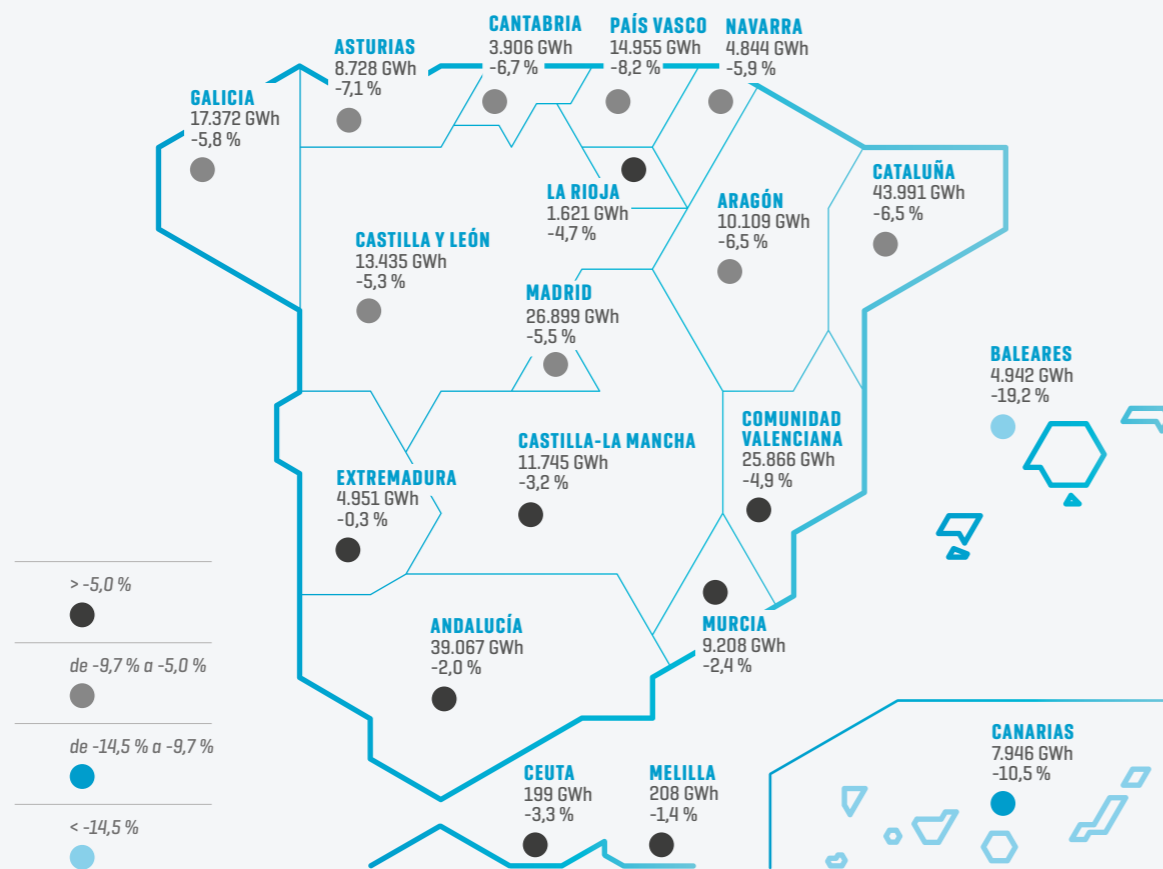 CANTABRIA
3.906 GWh
-6,7 %
PAÍS VASCO
14.955 GWh
-8,2 %
NAVARRA
4.844 GWh
-5,9 %
ASTURIAS
8.728 GWh
-7,1 %
GALICIA
17.372 GWh
-5,8 %
LA RIOJA
1.621 GWh
-4,7 %
ARAGÓN
10.109 GWh
-6,5 %
CATALUÑA
43.991 GWh
-6,5 %
CASTILLA Y LEÓN
13.435 GWh
-5,3 %
MADRID
26.899 GWh
-5,5 %
BALEARES
4.942 GWh
-19,2 %
CASTILLA-LA MANCHA
11.745 GWh
-3,2 %
COMUNIDAD
VALENCIANA
25.866 GWh
-4,9 %
EXTREMADURA
4.951 GWh
-0,3 %
ANDALUCÍA
39.067 GWh
-2,0 %
MURCIA
9.208 GWh
-2,4 %
CEUTA
199 GWh
-3,3 %
MELILLA
208 GWh
-1,4 %
CANARIAS
7.946 GWh
-10,5 %
> -5,0 %
de -9,7 % a -5,0 %
de -14,5 % a -9,7 %
< -14,5 %